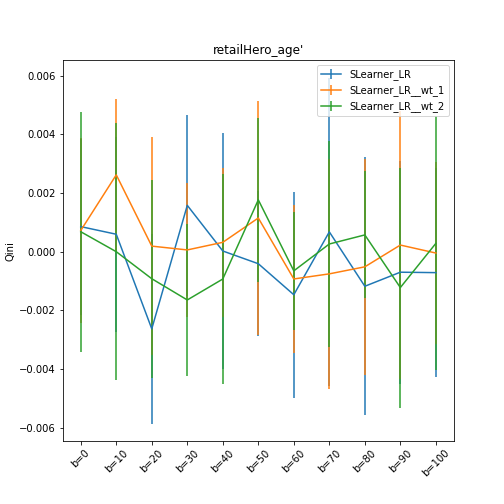 retailHero_age'
SLearner_LR
SLearner_LR__wt_1
SLearner_LR__wt_2
Qini
0.006
0.004
0.002
0.000
−0.002
−0.004
−0.006
b=0
b=10
b=20
b=30
b=40
b=50
b=60
b=70
b=80
b=90
b=100